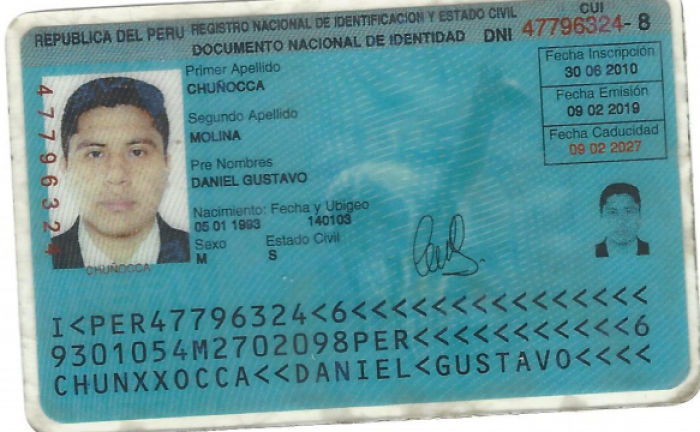 REPUBLICA DEL PERU REGISTRO NACIONAL DE IDENTIFICACION Y ESTADO CIVIL
DOCUMENTO NACIONAL DE IDENTIDAD DNI 47796324-8
CUI
47796324
Primer Apellido
CHUÑOCCA
Segundo Apellido
MOLINA
Pre Nombres
DANIEL GUSTAVO
Nacimiento: Fecha y Ubigeo
05 01 1993 140103
Sexo Estado Civil
M S
Fecha Inscripción
30 06 2010
Fecha Emisión
09 02 2019
Fecha Caducidad
09 02 2027
CHUÑOCCA
I<PER47796324<6<<<<<<<<<<<<<<<
9301054M2702098PER<<<<<<<<<<<6
CHUNXXOCCA<<DANIEL<GUSTAVO<<<<